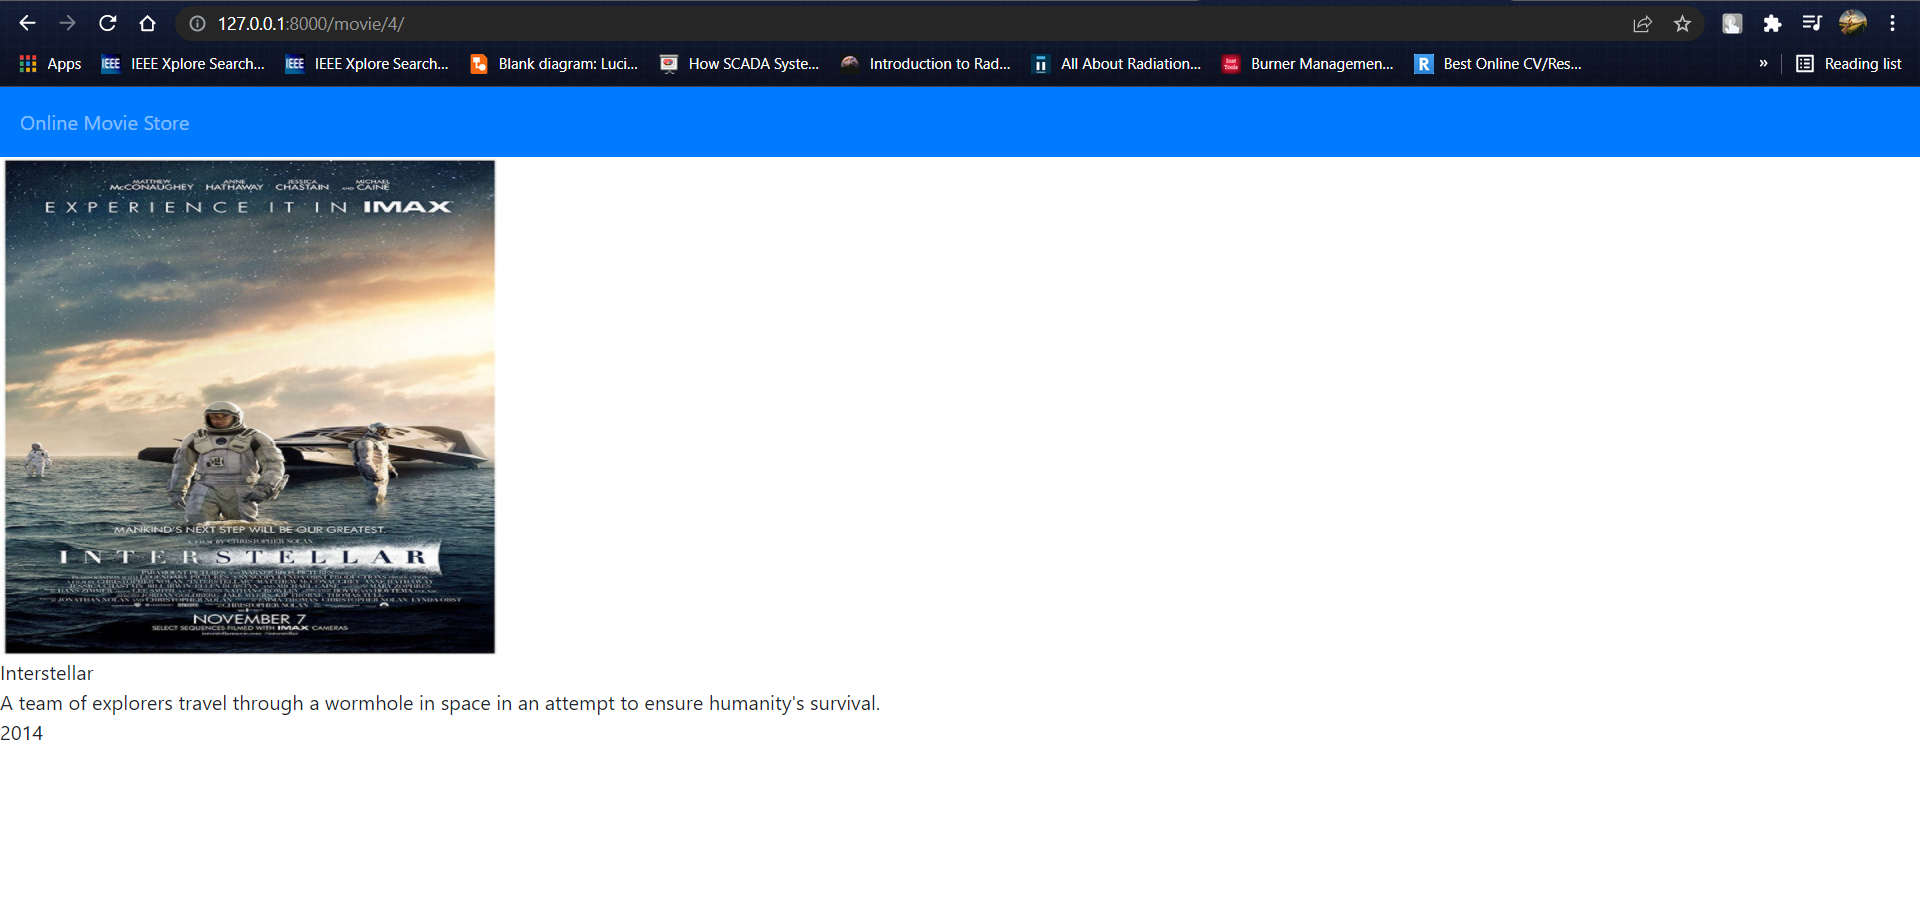 127.0.0.1:8000/movie/4/
Apps IEEE IEEE Xplore Search... IEEE IEEE Xplore Search... Blank diagram: Luci... How SCADA Syste... Introduction to Rad... All About Radiation... Inst Tools Burner Managemen... R Best Online CV/Res... » Reading list
Online Movie Store
MATTHEW McCONAUGHEY ANNE HATHAWAY JESSICA CHASTAIN AND MICHAEL CAINE
EXPERIENCE IT IN IMAX
MANKIND'S NEXT STEP WILL BE OUR GREATEST.
A FILM BY CHRISTOPHER NOLAN
INTERSTELLAR
NOVEMBER 7
SELECT SEQUENCES FILMED WITH IMAX CAMERAS
Interstellar
A team of explorers travel through a wormhole in space in an attempt to ensure humanity's survival.
2014